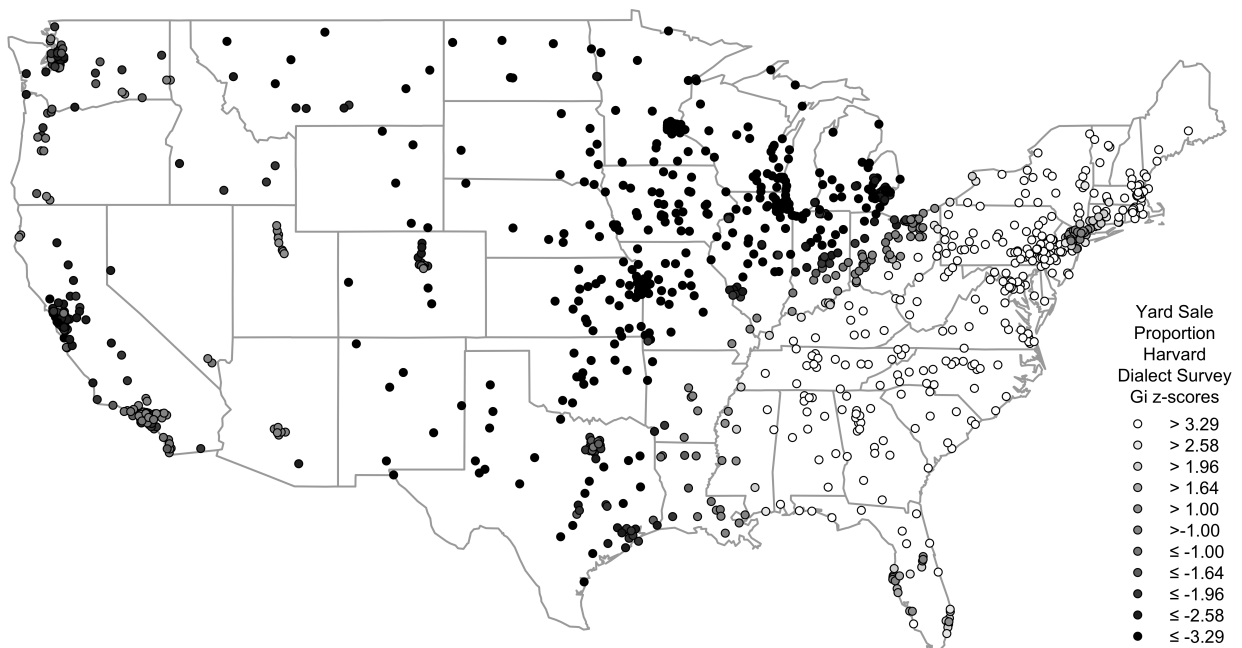 Yard Sale
Proportion
Harvard
Dialect Survey
Gi z-scores
> 3.29
> 2.58
> 1.96
> 1.64
> 1.00
>-1.00
≤ -1.00
≤ -1.64
≤ -1.96
≤ -2.58
≤ -3.29